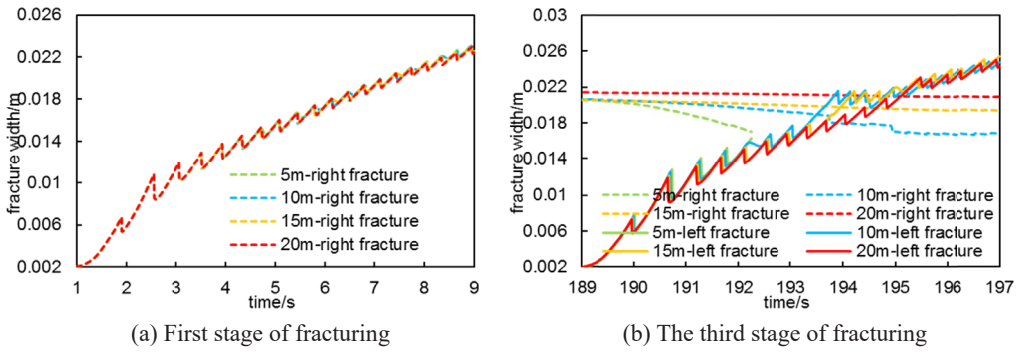 0.026
0.022
0.018
0.014
0.01
0.006
0.002
fracture width/m
1 2 3 4 5 6 7 8 9
time/s
5m-right fracture
10m-right fracture
15m-right fracture
20m-right fracture
(a) First stage of fracturing
0.03
0.026
0.022
0.018
0.014
0.01
0.006
0.002
fracture width/m
5m-right fracture 10m-right fracture
15m-right fracture 20m-right fracture
5m-left fracture 10m-left fracture
15m-left fracture 20m-left fracture
189 190 191 192 193 194 195 196 197
time/s
(b) The third stage of fracturing